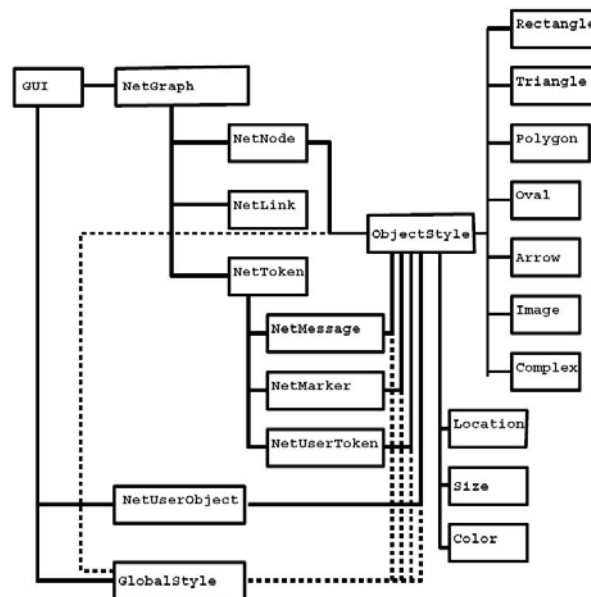 Rectangle
GUI
NetGraph
Triangle
NetNode
Polygon
NetLink
Oval
ObjectStyle
NetToken
Arrow
NetMessage
Image
NetMarker
Complex
Location
NetUserToken
NetUserObject
Size
Color
GlobalStyle